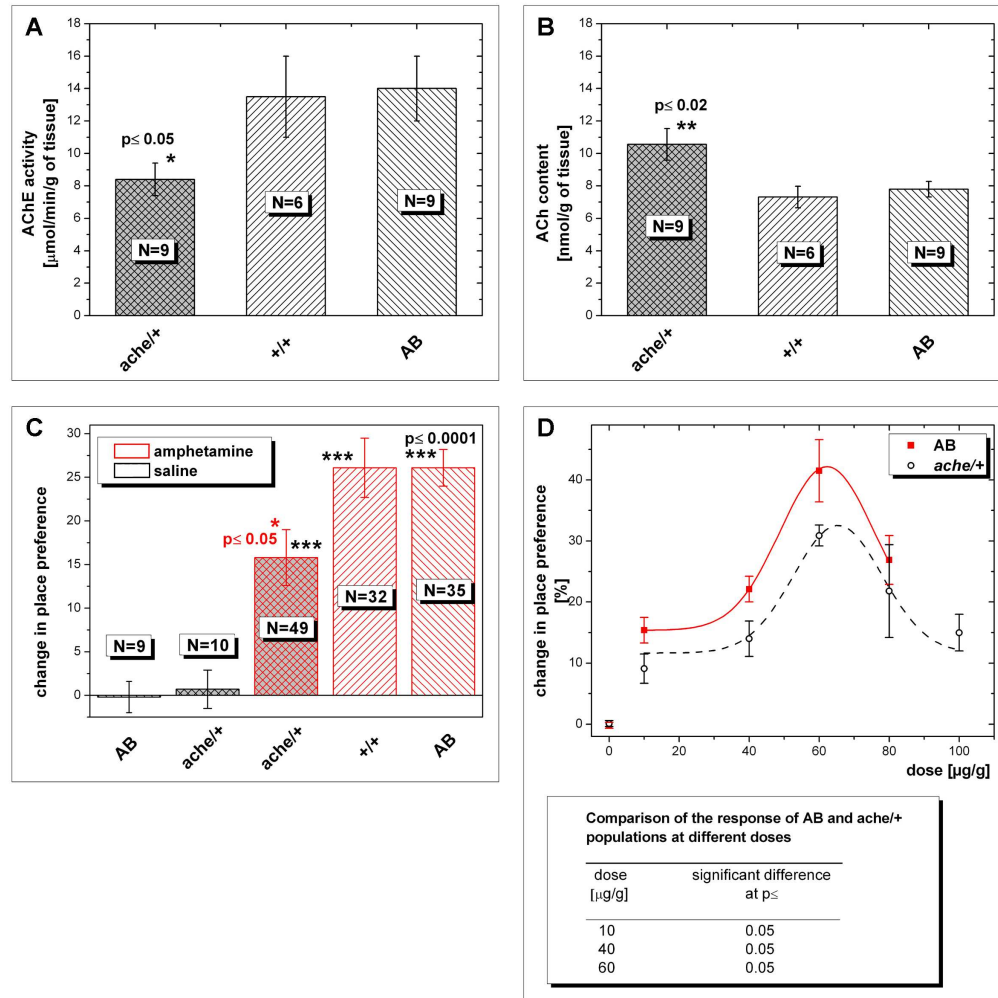 A
AChE activity
[μmol/min/g of tissue]
18
16
14
12
10
8
6
4
2
0
p≤ 0.05
*
N=9
N=6
N=9
ache/+
+/+
AB
B
ACh content
[nmol/g of tissue]
18
16
14
12
10
8
6
4
2
0
p≤ 0.02
**
N=9
N=6
N=9
ache/+
+/+
AB
C
change in place preference
30
25
20
15
10
5
0
amphetamine
saline
p≤ 0.0001
***
***
*
p≤ 0.05
***
N=9
N=10
N=49
N=32
N=35
AB
ache/+
ache/+
+/+
AB
D
change in place preference
[%]
40
30
20
10
0
AB
ache/+
0
20
40
60
80
100
dose [μg/g]
Comparison of the response of AB and ache/+
populations at different doses
dose significant difference
[μg/g] at p≤
10 0.05
40 0.05
60 0.05